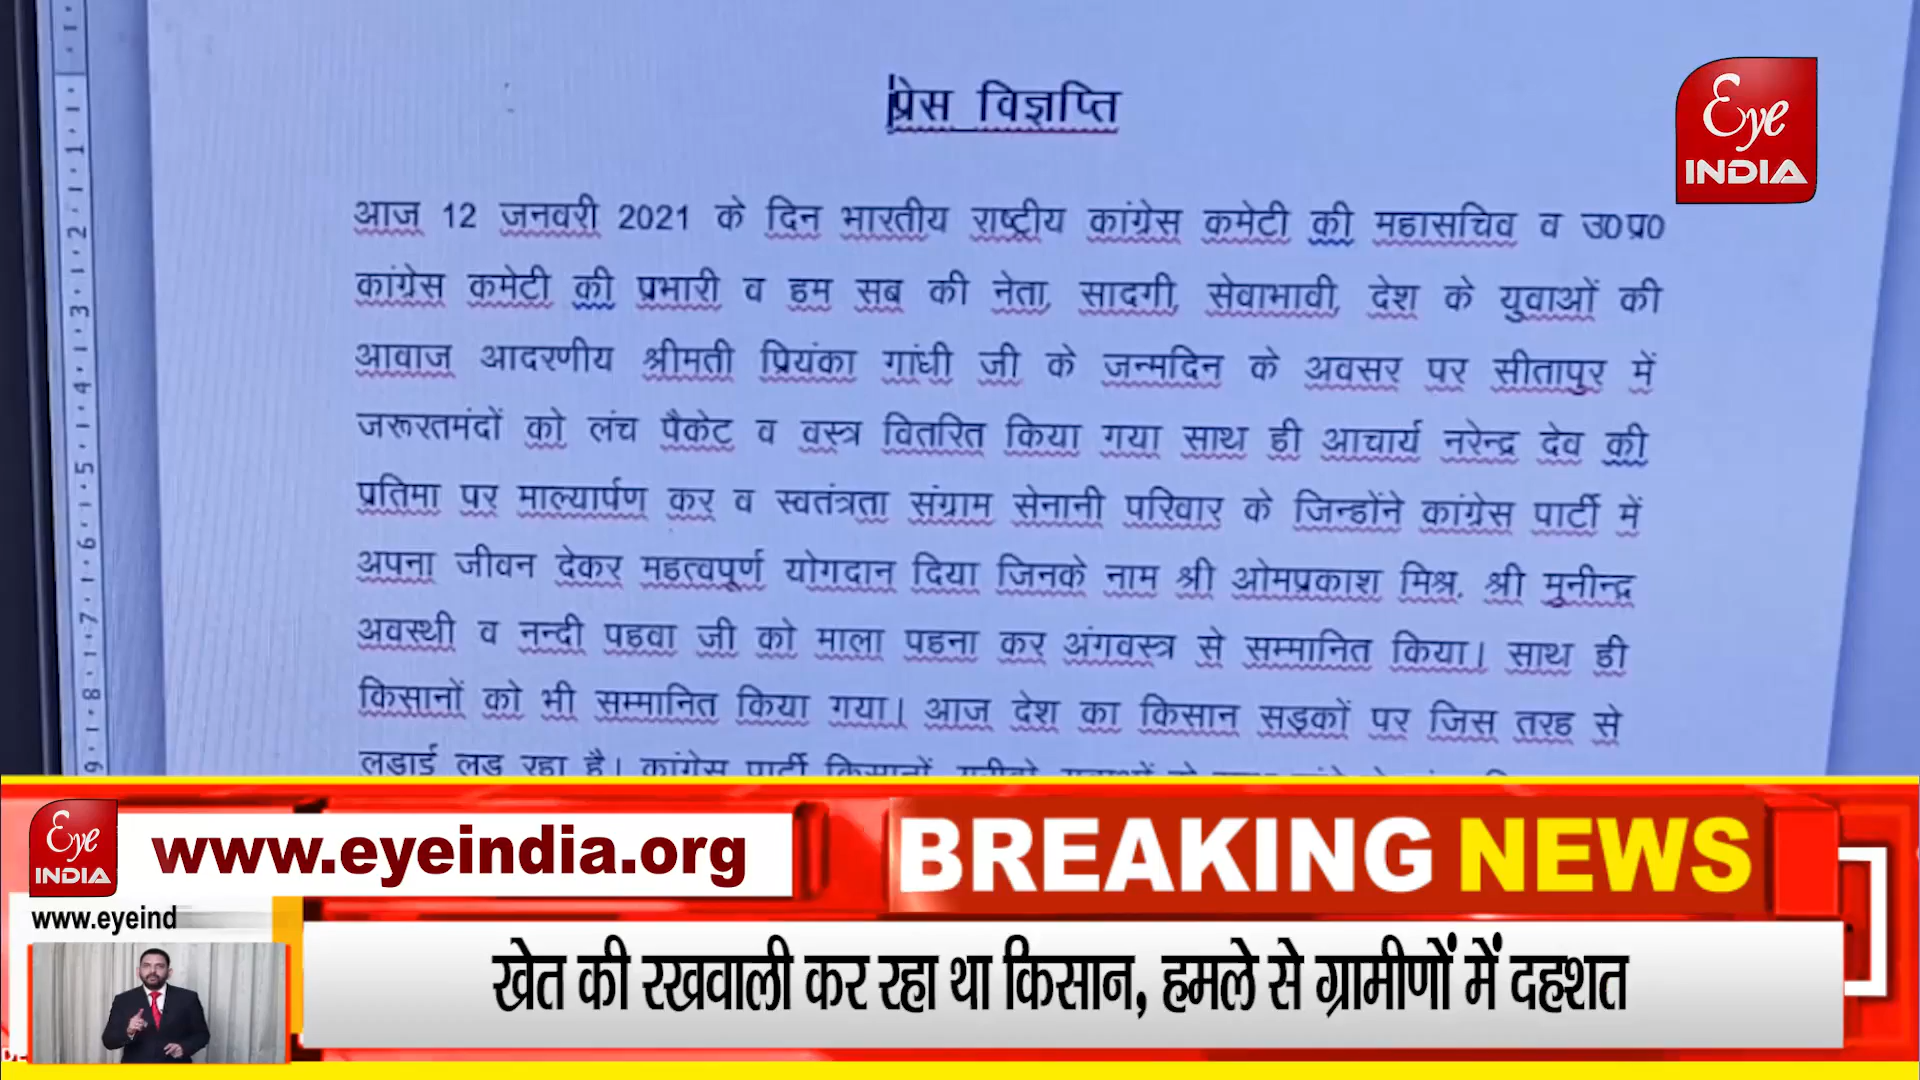 प्रेस विज्ञप्ति
Eye
INDIA
आज 12 जनवरी 2021 के दिन भारतीय राष्ट्रीय कांग्रेस कमेटी की महासचिव व उ0प्र0
कांग्रेस कमेटी की प्रभारी व हम सब की नेता, सादगी, सेवाभावी, देश के युवाओं की
आवाज आदरणीय श्रीमती प्रियंका गांधी जी के जन्मदिन के अवसर पर सीतापुर में
जरूरतमंदों को लंच पैकेट व वस्त्र वितरित किया गया साथ ही आचार्य नरेन्द्र देव की
प्रतिमा पर माल्यार्पण कर व स्वतंत्रता संग्राम सेनानी परिवार के जिन्होंने कांग्रेस पार्टी में
अपना जीवन देकर महत्वपूर्ण योगदान दिया जिनके नाम श्री ओमप्रकाश मिश्र, श्री मुनीन्द्र
अवस्थी व नन्दी पहवा जी को माला पहना कर अंगवस्त्र से सम्मानित किया। साथ ही
किसानों को भी सम्मानित किया गया। आज देश का किसान सड़कों पर जिस तरह से
लडाई लड रहा है। कांग्रेस पार्टी किसानों,
Eye
INDIA
www.eyeindia.org
BREAKING NEWS
www.eyeind
खेत की रखवाली कर रहा था किसान, हमले से ग्रामीणों में दहशत